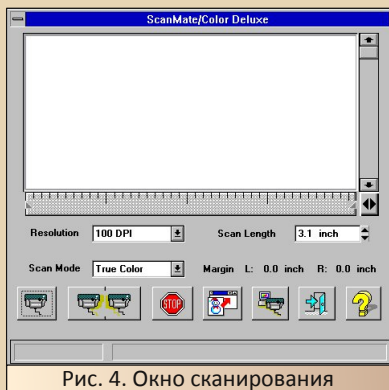 ScanMate/Color Deluxe
Resolution 100 DPI Scan Length 3.1 inch
Scan Mode True Color Margin L: 0.0 inch R: 0.0 inch
STOP
Рис. 4. Окно сканирования